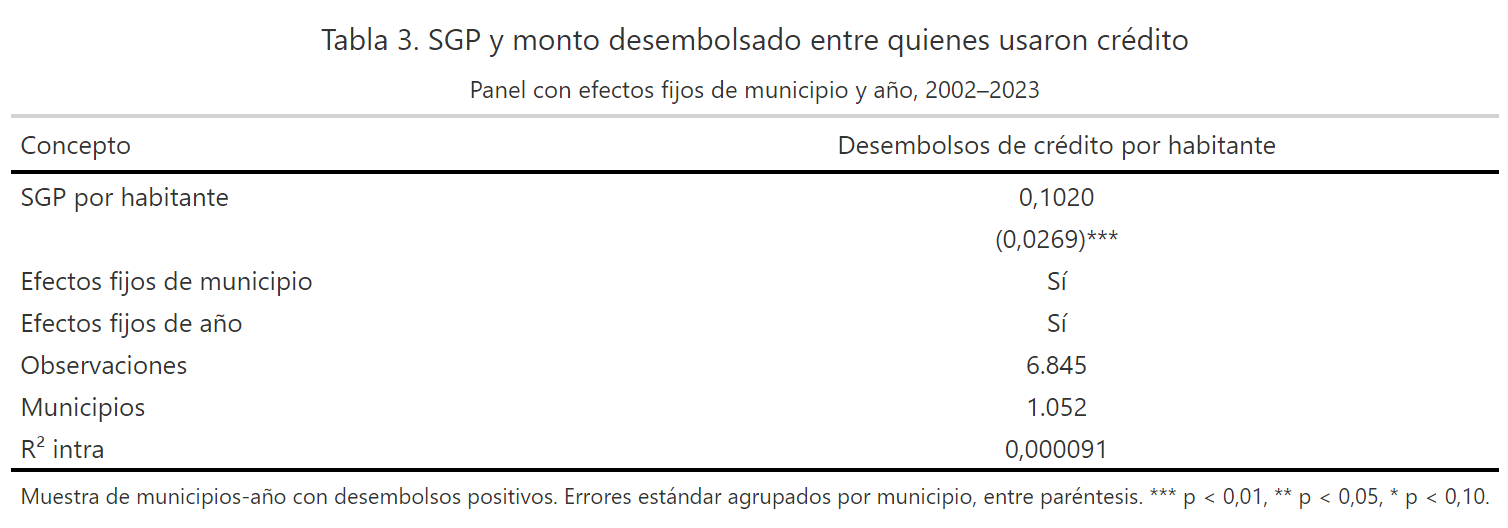 Tabla 3. SGP y monto desembolsado entre quienes usaron crédito
Panel con efectos fijos de municipio y año, 2002–2023
Concepto Desembolsos de crédito por habitante
SGP por habitante 0,1020
(0,0269)***
Efectos fijos de municipio Sí
Efectos fijos de año Sí
Observaciones 6.845
Municipios 1.052
R² intra 0,000091
Muestra de municipios-año con desembolsos positivos. Errores estándar agrupados por municipio, entre paréntesis. *** p < 0,01, ** p < 0,05, * p < 0,10.